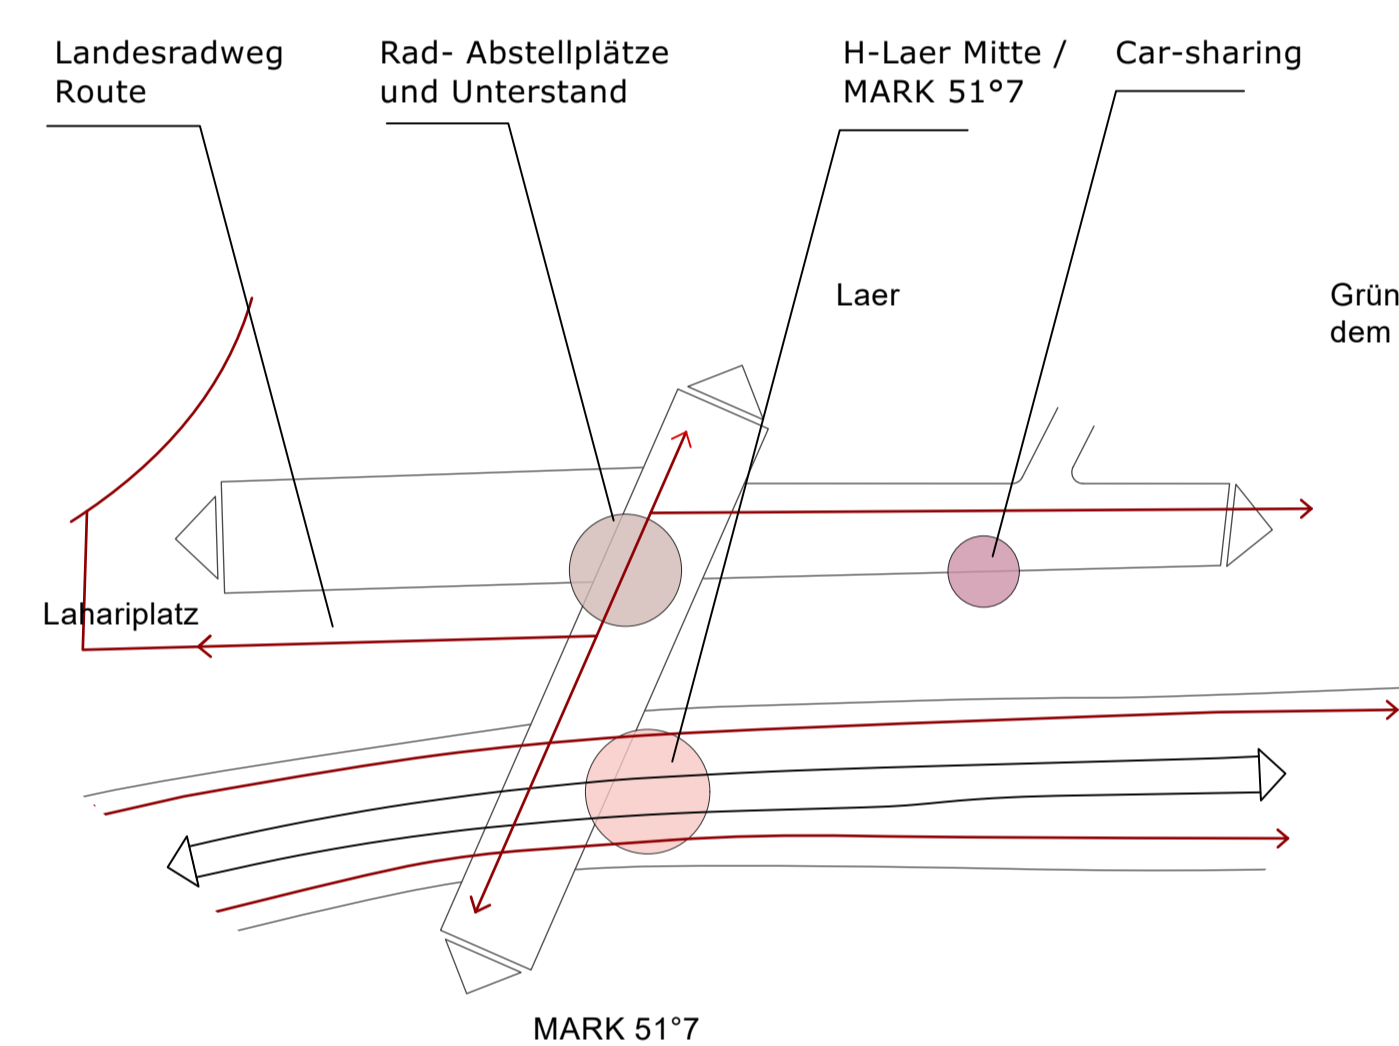 Landesradweg
Route
Rad- Abstellplätze
und Unterstand
H-Laer Mitte /
MARK 51°7
Car-sharing
Laer
Grün
dem
Lahariplatz
MARK 51°7